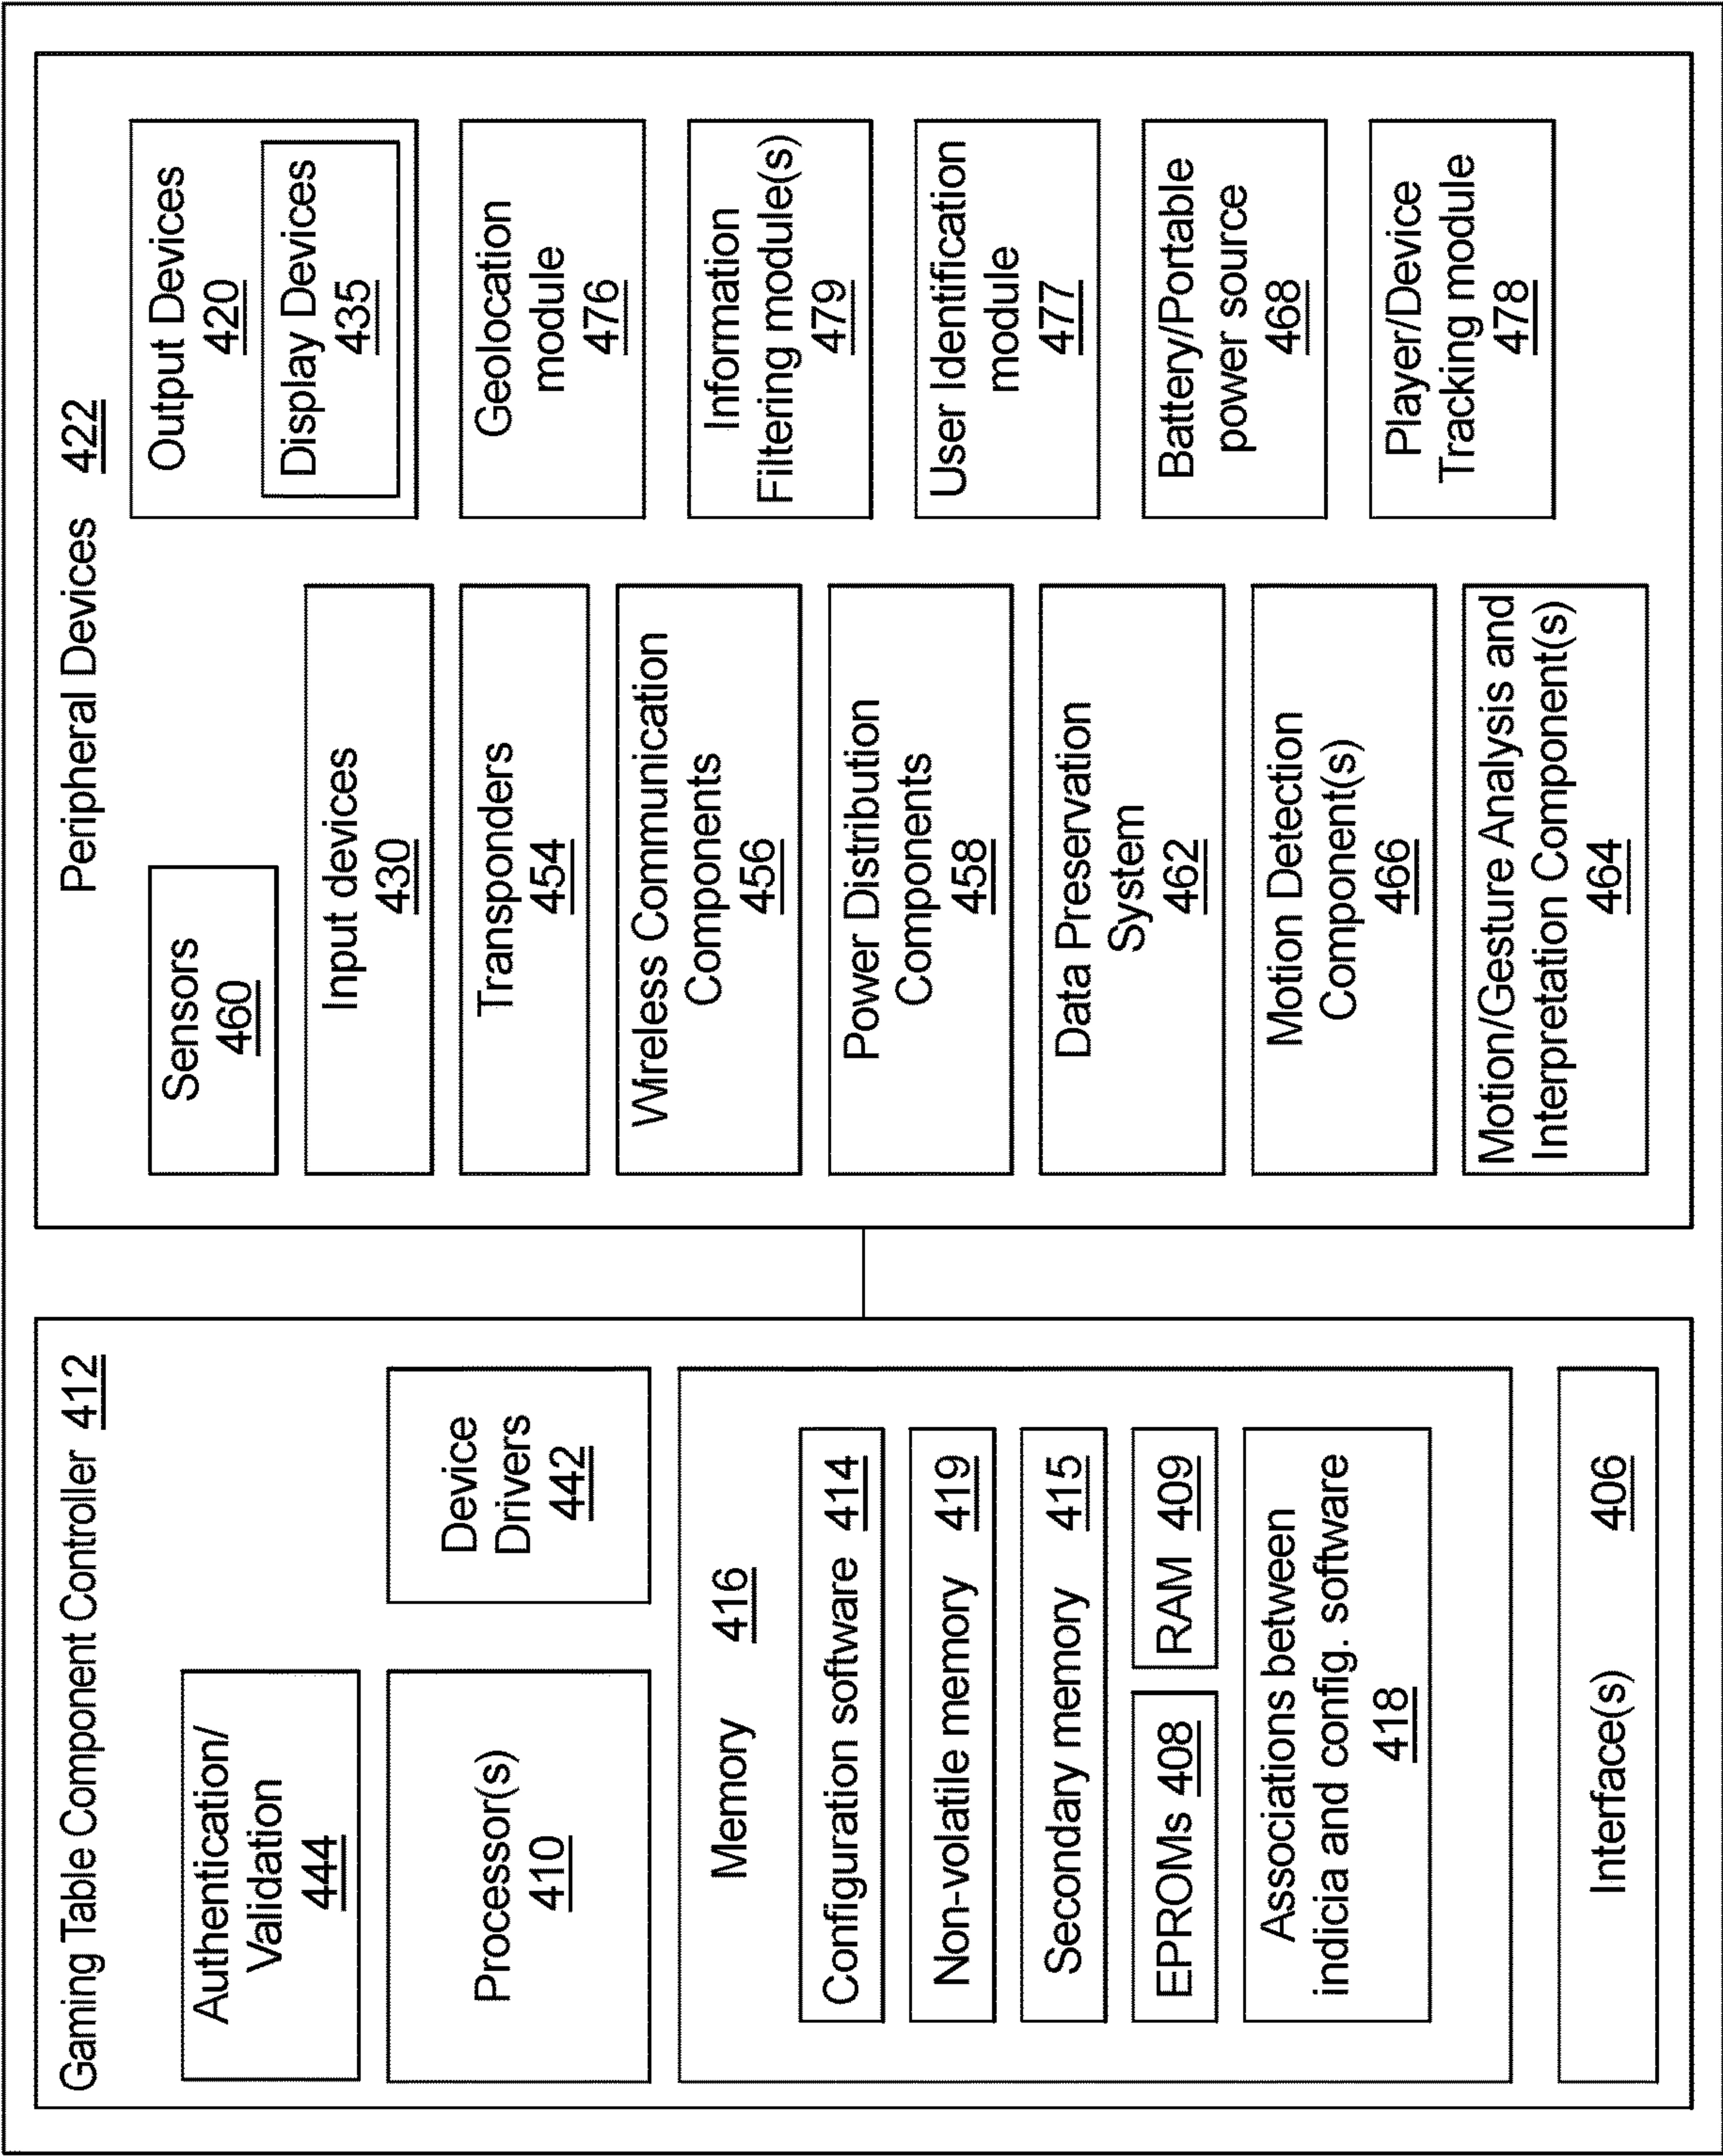 Gaming Table Component Controller 412
Authentication/
Validation
444
Processor(s)
410
Device
Drivers
442
Memory 416
Configuration software 414
Non-volatile memory 419
Secondary memory 415
EPROMs 408
RAM 409
Associations between
indicia and config. software
418
Interface(s) 406
Peripheral Devices 422
Sensors
460
Input devices
430
Transponders
454
Wireless Communication
Components
456
Power Distribution
Components
458
Data Preservation
System
462
Motion Detection
Component(s)
466
Motion/Gesture Analysis and
Interpretation Component(s)
464
Output Devices
420
Display Devices
435
Geolocation
module
476
Information
Filtering module(s)
479
User Identification
module
477
Battery/Portable
power source
468
Player/Device
Tracking module
478